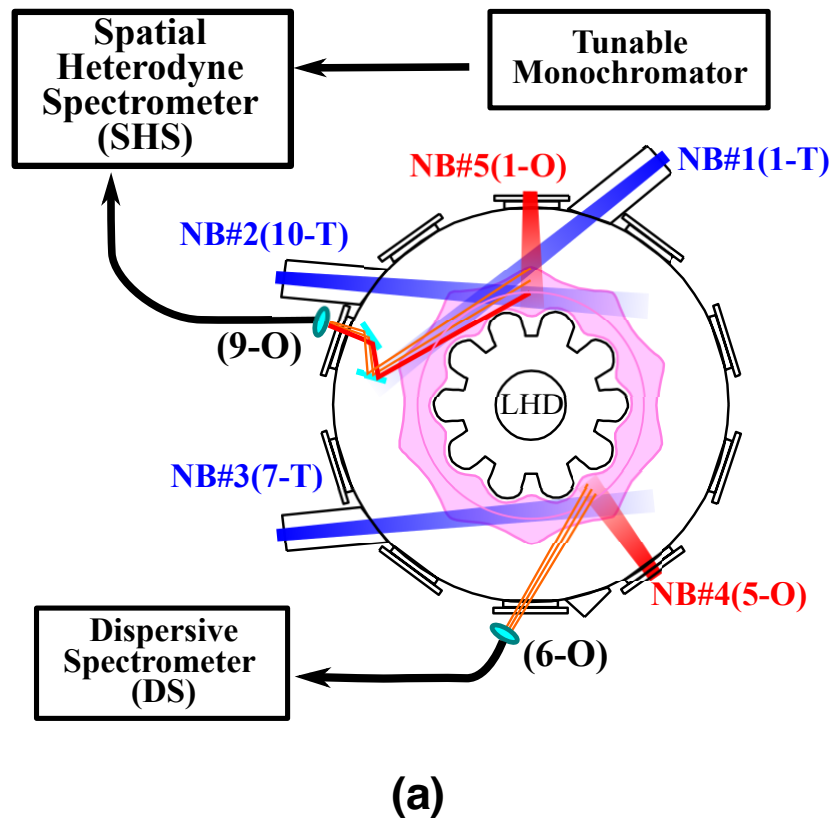 Spatial
Heterodyne
Spectrometer
(SHS)
Tunable
Monochromator
NB#5(1-O)
NB#1(1-T)
NB#2(10-T)
(9-O)
LHD
NB#3(7-T)
NB#4(5-O)
Dispersive
Spectrometer
(DS)
(6-O)
(a)